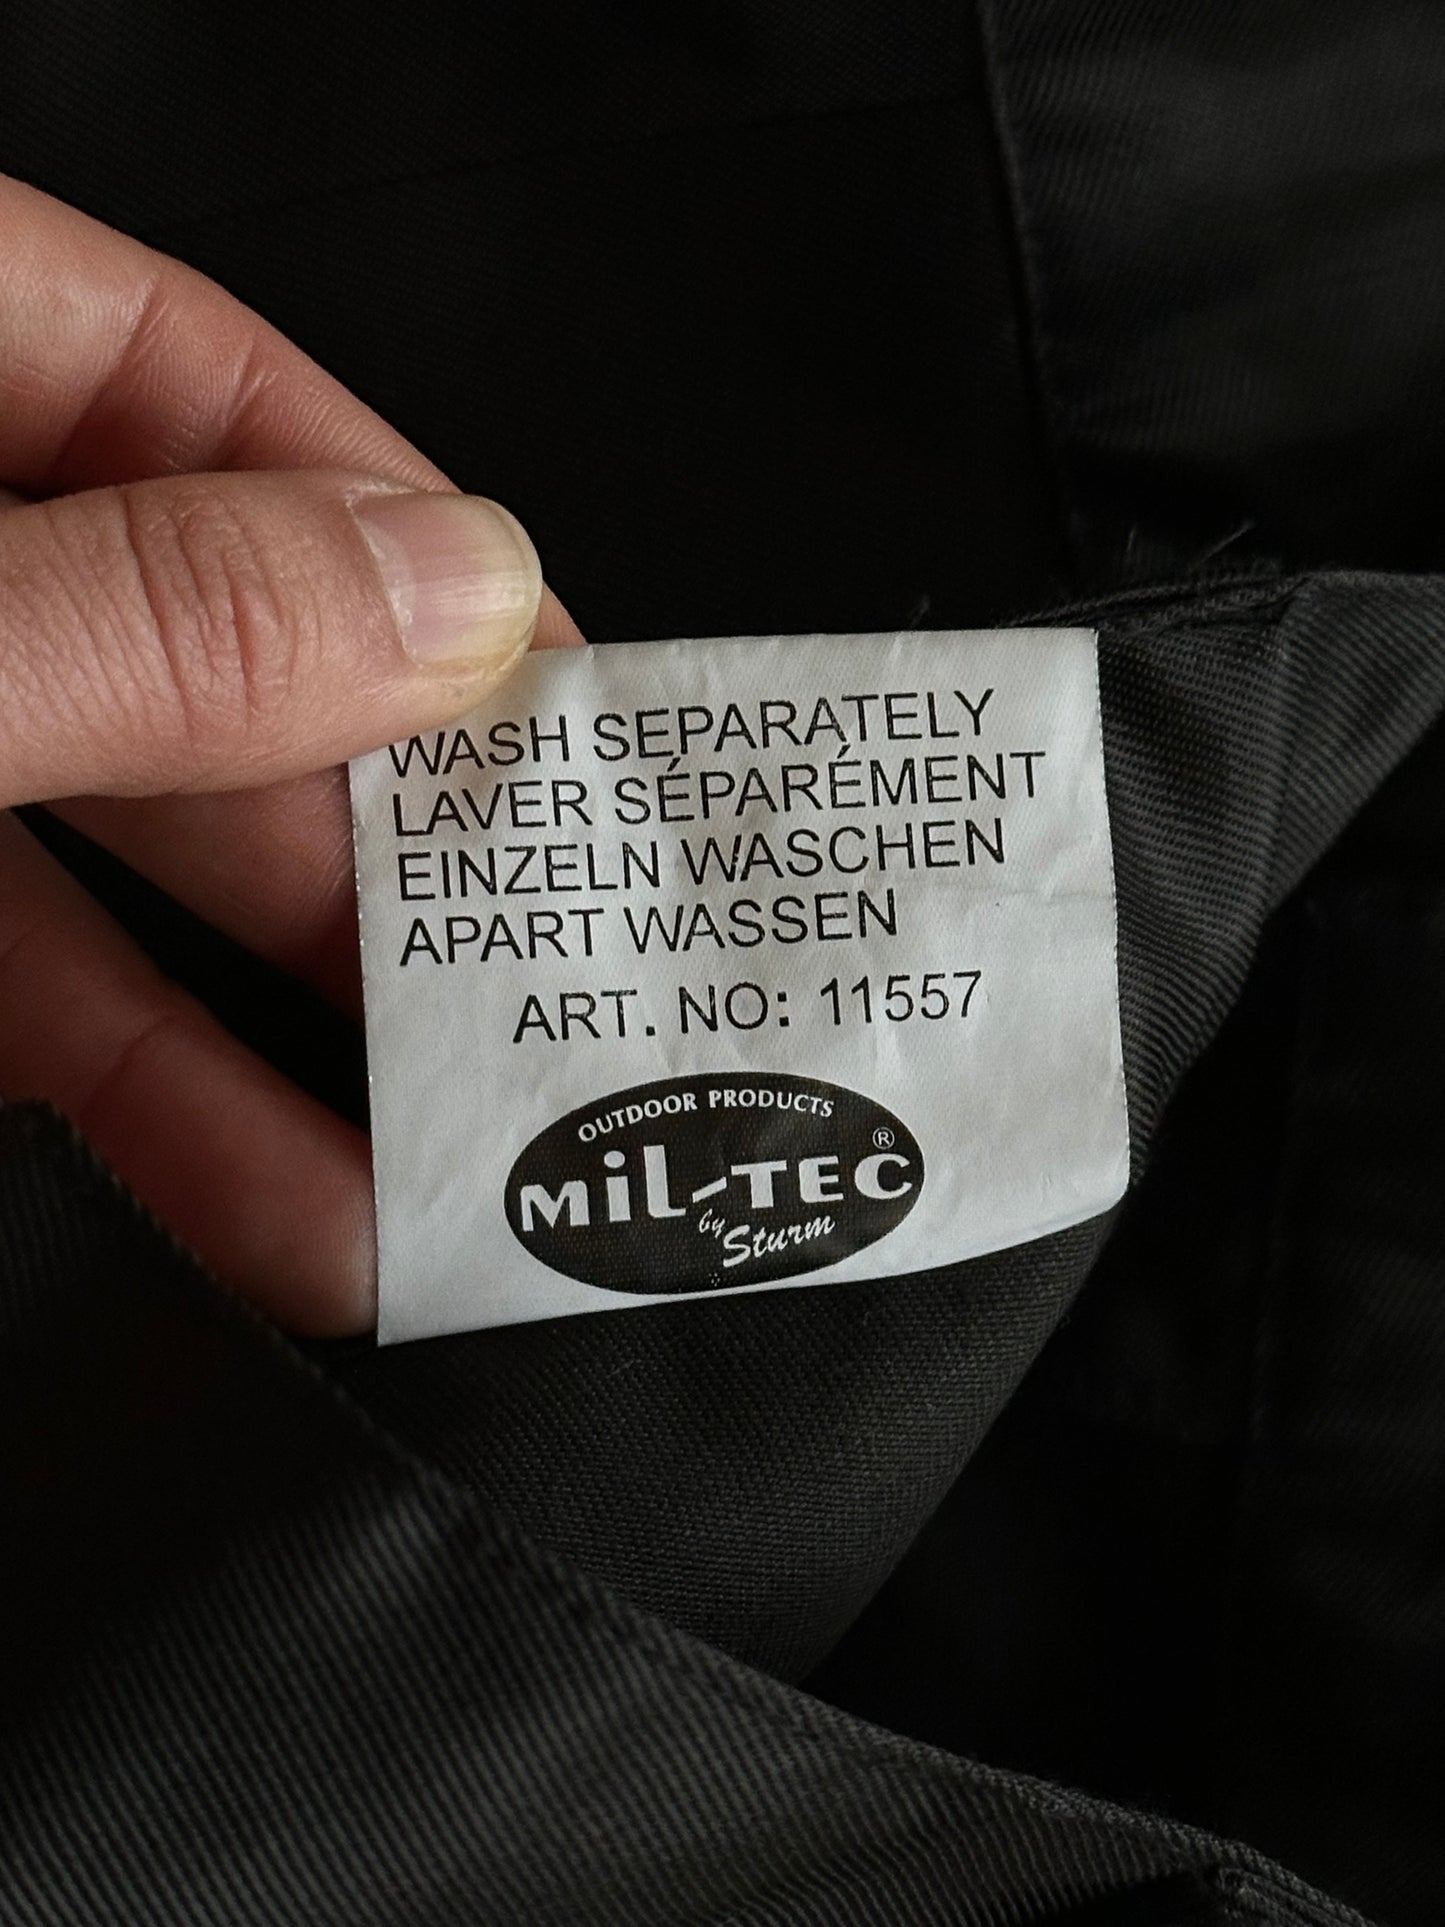 WASH SEPARATELY
LAVER SÉPARÉMENT
EINZELN WASCHEN
APART WASSEN
ART. NO: 11557
OUTDOOR PRODUCTS
MiL-TEC®
by Sturm